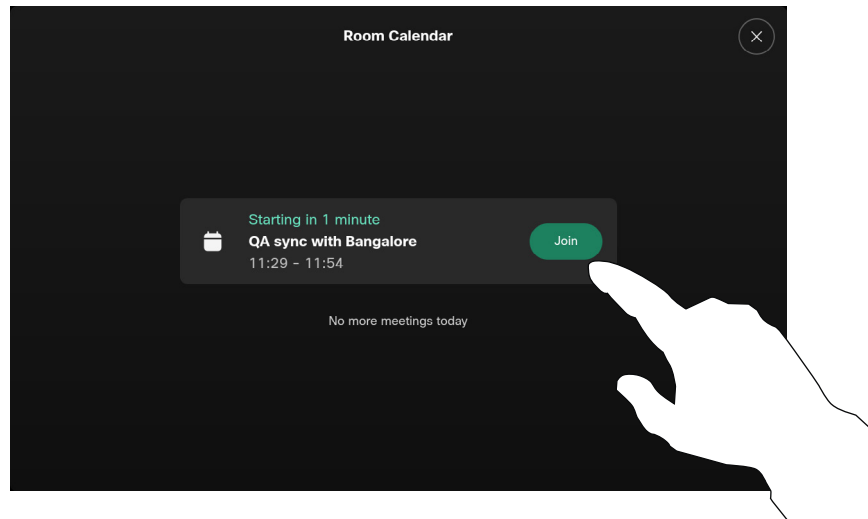 Room Calendar
Starting in 1 minute
QA sync with Bangalore
11:29 - 11:54
Join
No more meetings today